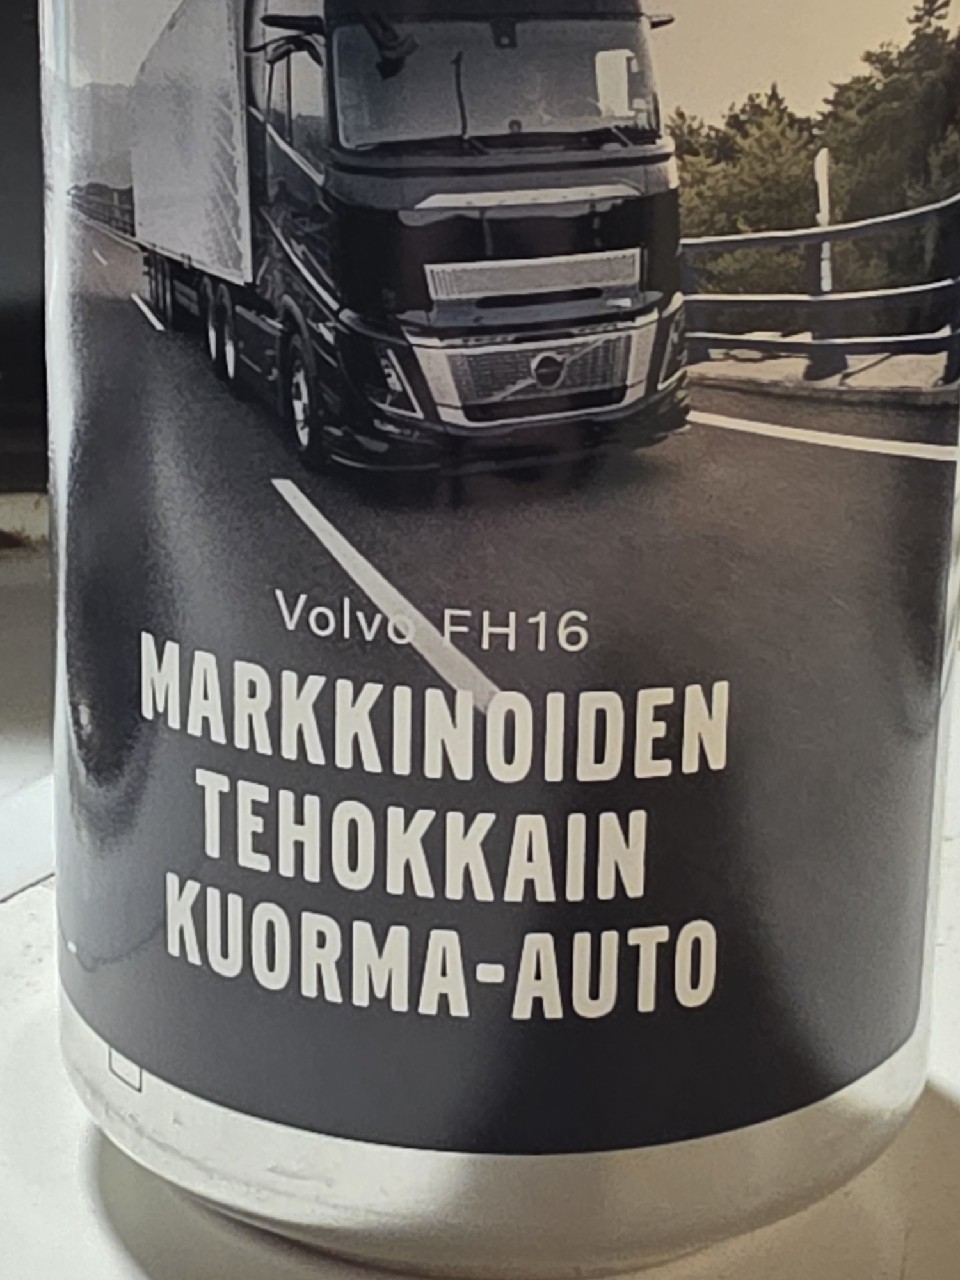 Volvo FH16
MARKKINOIDEN
TEHOKKAIN
KUORMA-AUTO